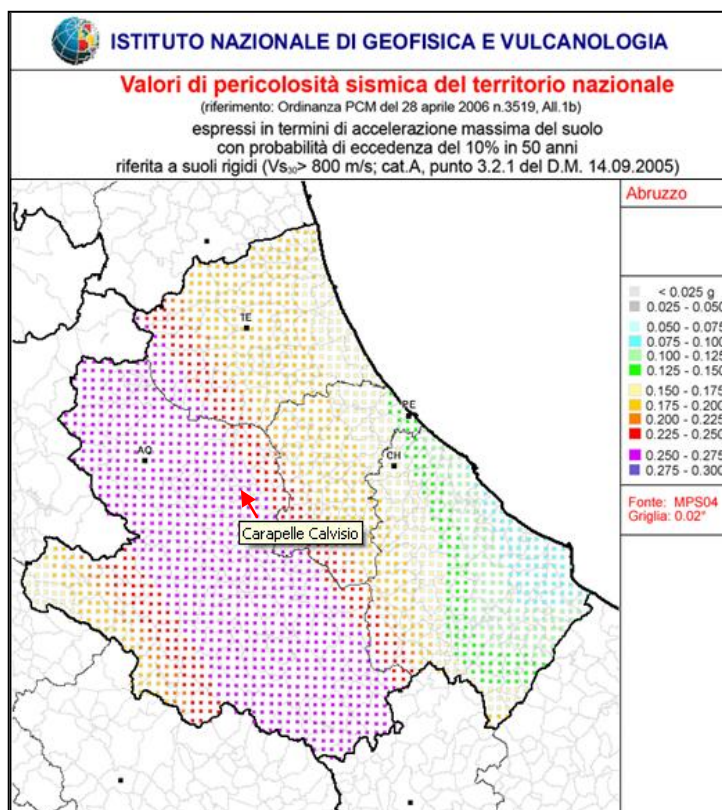 ISTITUTO NAZIONALE DI GEOFISICA E VULCANOLOGIA
Valori di pericolosità sismica del territorio nazionale
(riferimento: Ordinanza PCM del 28 aprile 2006 n.3519, All.1b)
espressi in termini di accelerazione massima del suolo
con probabilità di eccedenza del 10% in 50 anni
riferita a suoli rigidi (Vs₃₀> 800 m/s; cat.A, punto 3.2.1 del D.M. 14.09.2005)
Abruzzo
< 0.025 g
0.025 - 0.050
0.050 - 0.075
0.075 - 0.100
0.100 - 0.125
0.125 - 0.150
0.150 - 0.175
0.175 - 0.200
0.200 - 0.225
0.225 - 0.250
0.250 - 0.275
0.275 - 0.300
Fonte: MPS04
Griglia: 0.02°
TE
PE
CH
AQ
Carapelle Calvisio